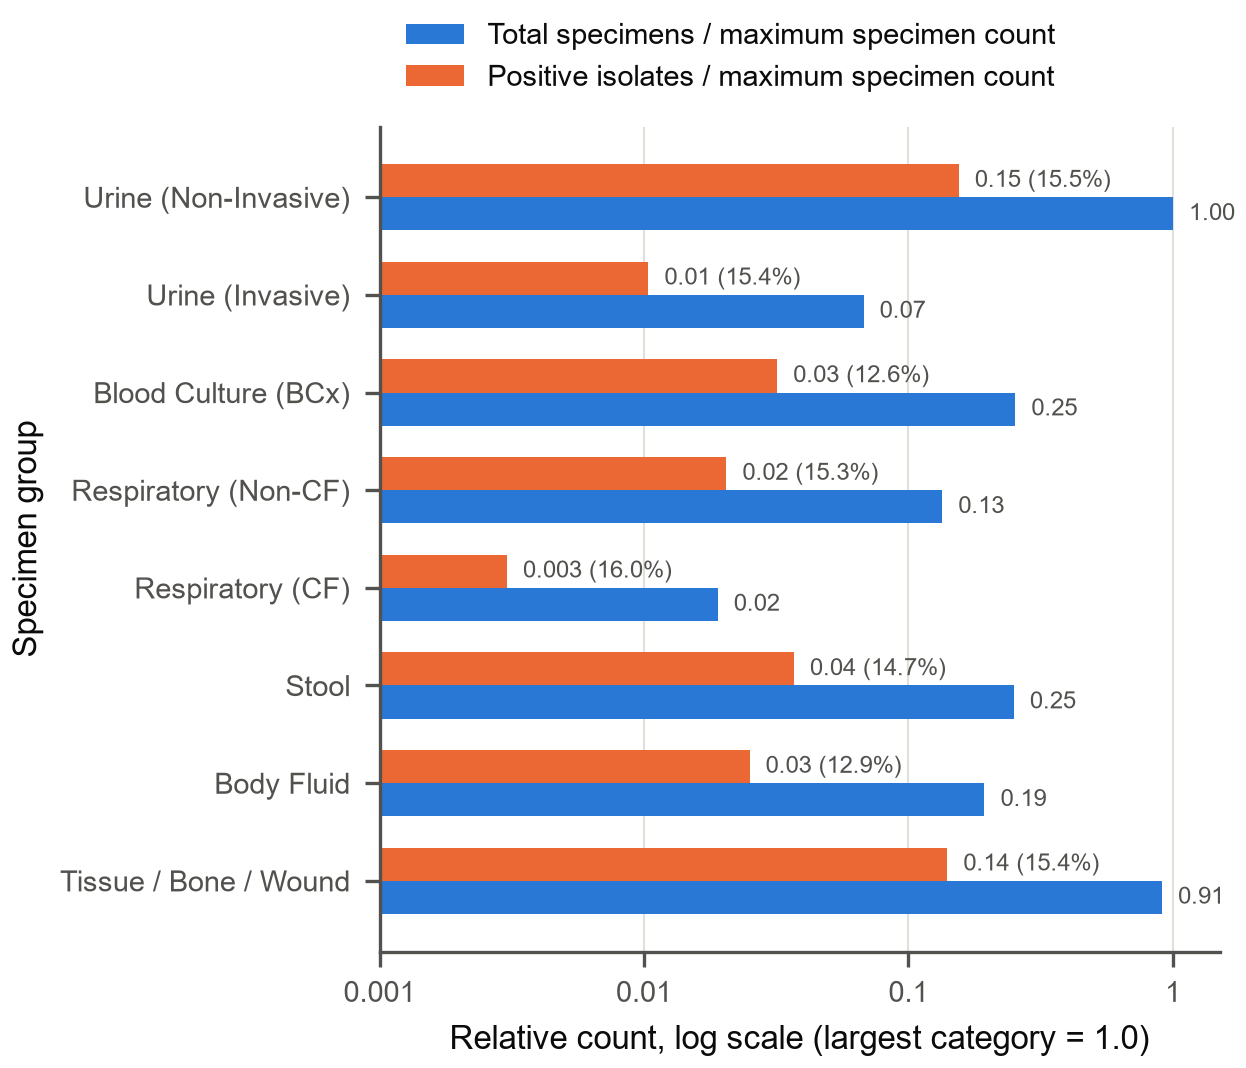 Total specimens / maximum specimen count
Positive isolates / maximum specimen count
Specimen group
Urine (Non-Invasive)
0.15 (15.5%)
1.00
Urine (Invasive)
0.01 (15.4%)
0.07
Blood Culture (BCx)
0.03 (12.6%)
0.25
Respiratory (Non-CF)
0.02 (15.3%)
0.13
Respiratory (CF)
0.003 (16.0%)
0.02
Stool
0.04 (14.7%)
0.25
Body Fluid
0.03 (12.9%)
0.19
Tissue / Bone / Wound
0.14 (15.4%)
0.91
0.001 0.01 0.1 1
Relative count, log scale (largest category = 1.0)